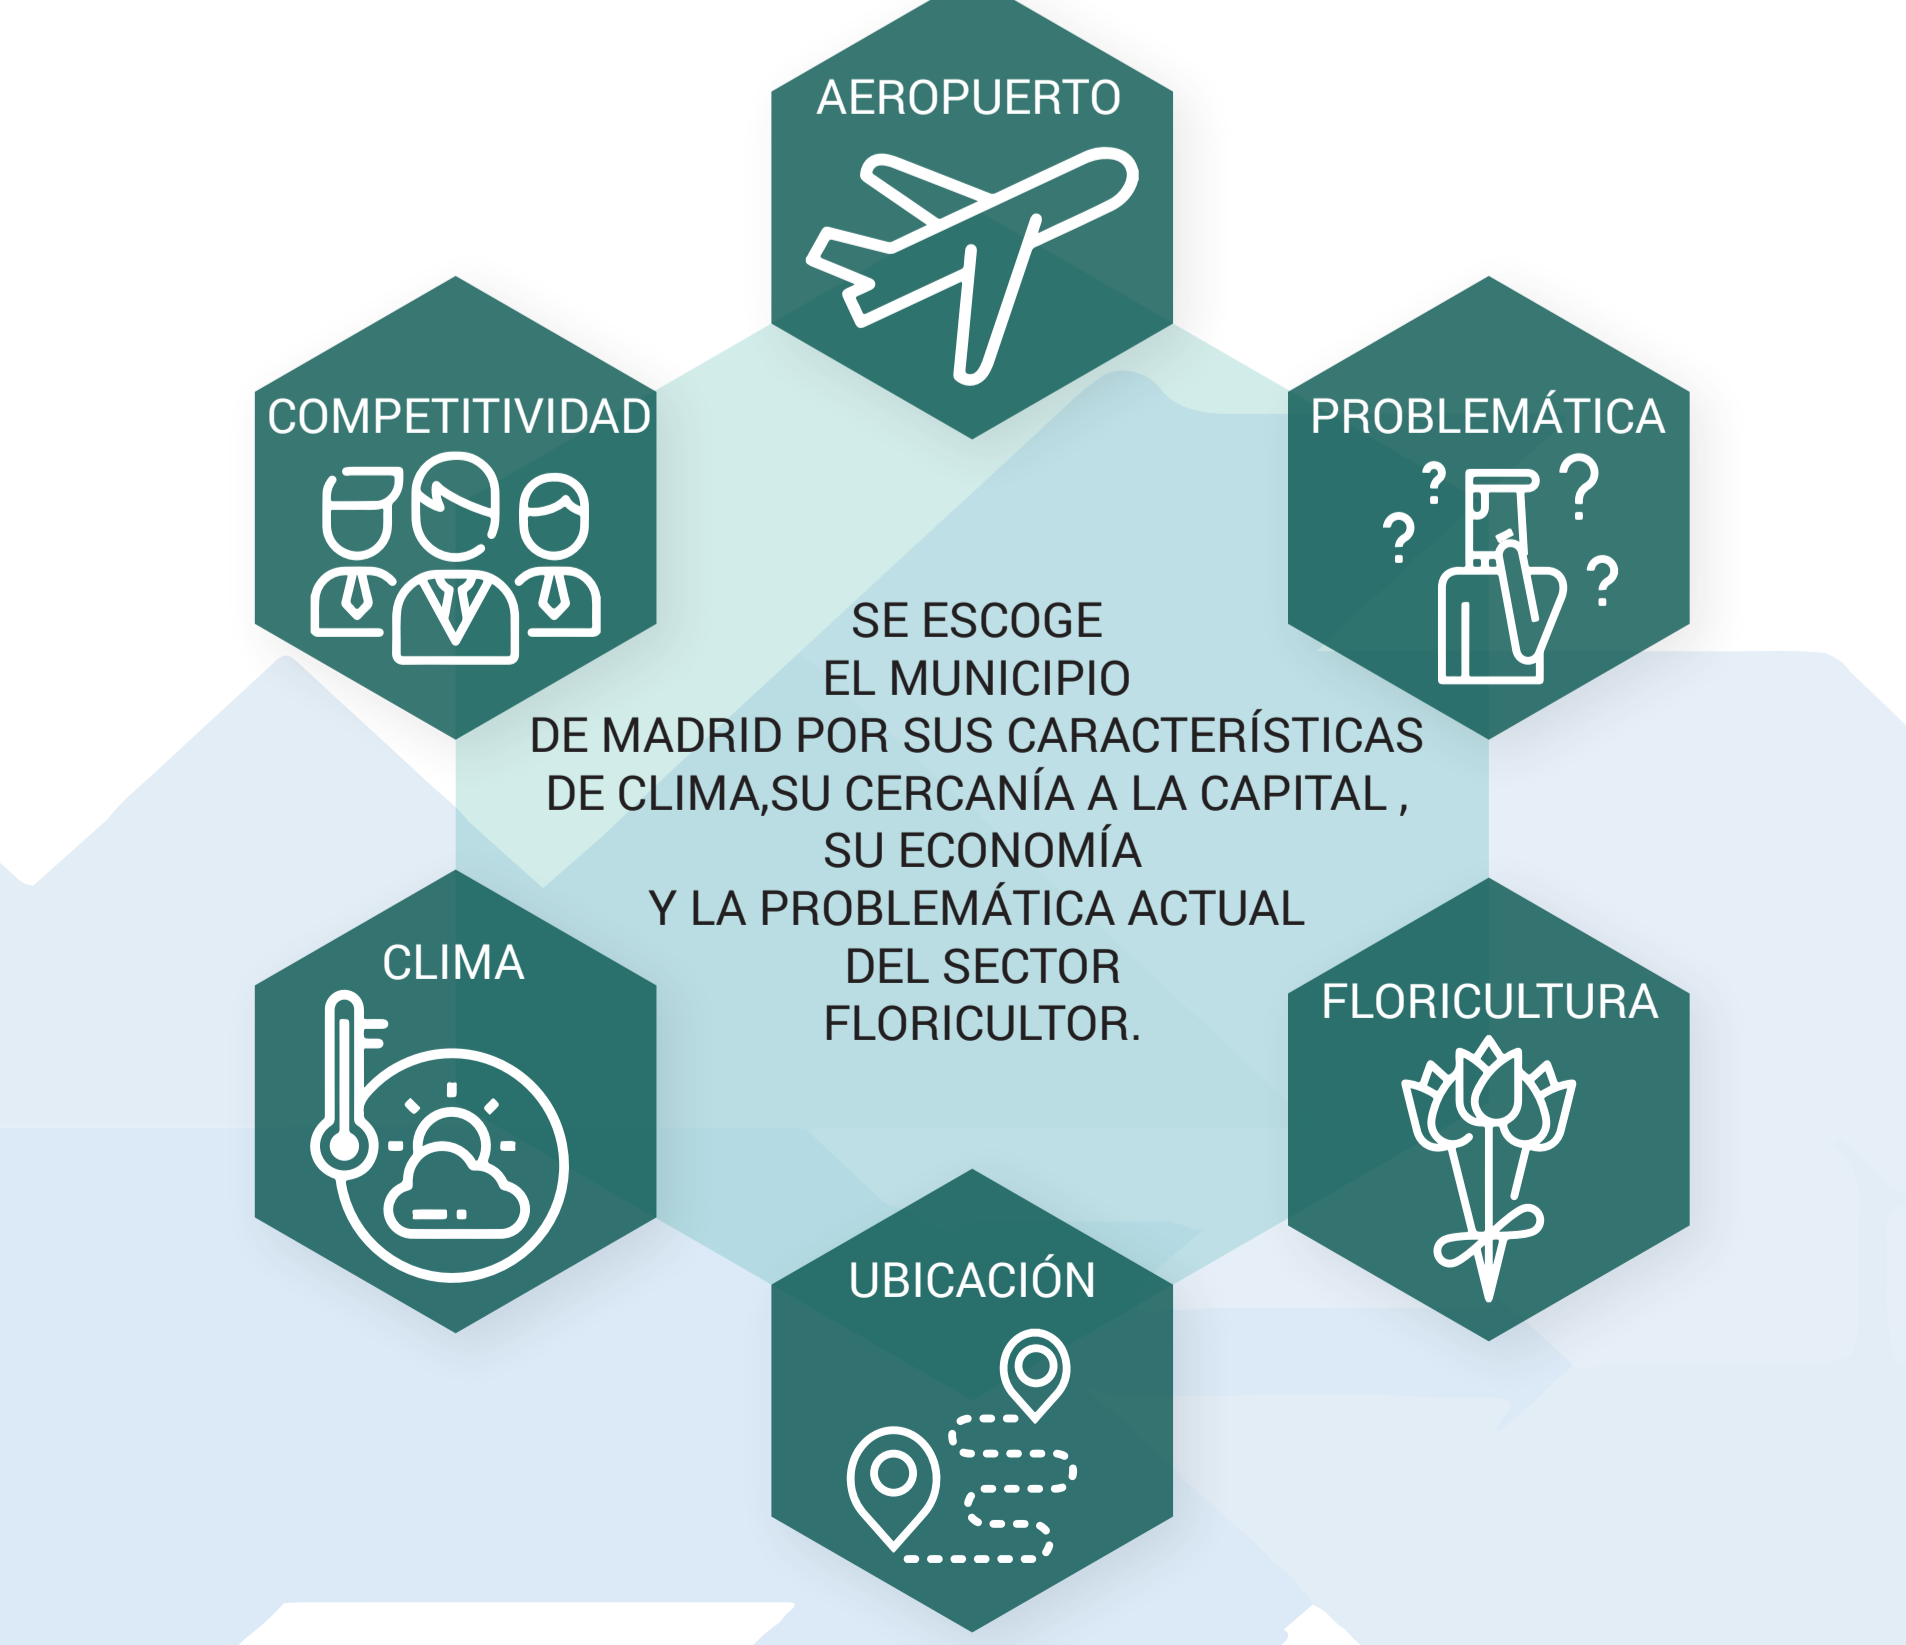 AEROPUERTO
COMPETITIVIDAD
PROBLEMÁTICA
SE ESCOGE
EL MUNICIPIO
DE MADRID POR SUS CARACTERÍSTICAS
DE CLIMA,SU CERCANÍA A LA CAPITAL ,
SU ECONOMÍA
Y LA PROBLEMÁTICA ACTUAL
DEL SECTOR
FLORICULTOR.
CLIMA
FLORICULTURA
UBICACIÓN